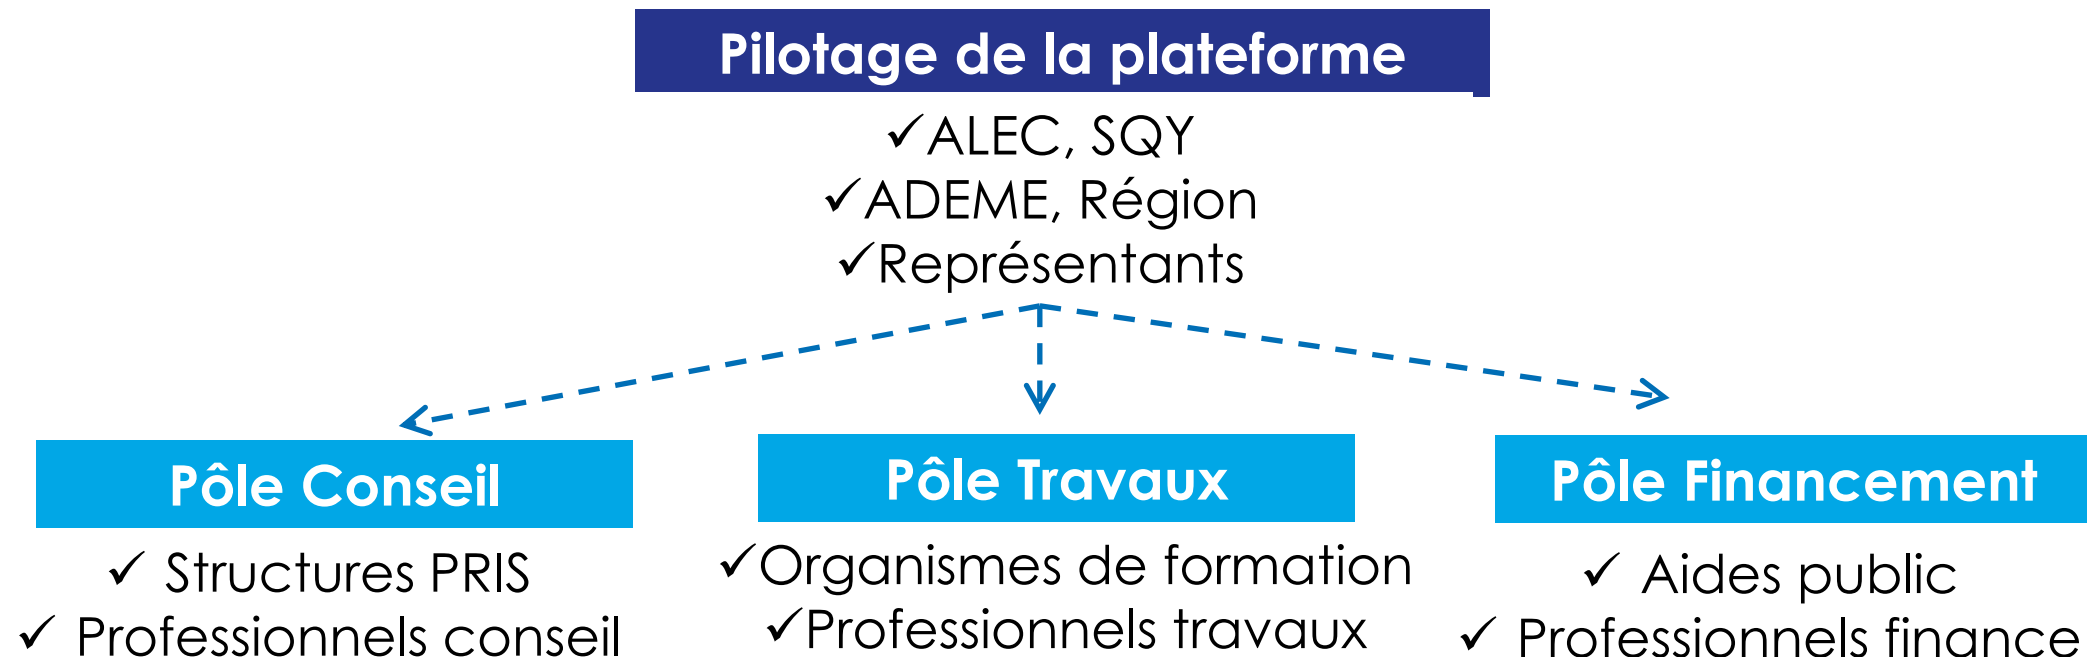 Pilotage de la plateforme
✓ALEC, SQY
✓ADEME, Région
✓Représentants
Pôle Conseil
✓ Structures PRIS
✓ Professionnels conseil
Pôle Travaux
✓Organismes de formation
✓Professionnels travaux
Pôle Financement
✓ Aides public
✓ Professionnels finance